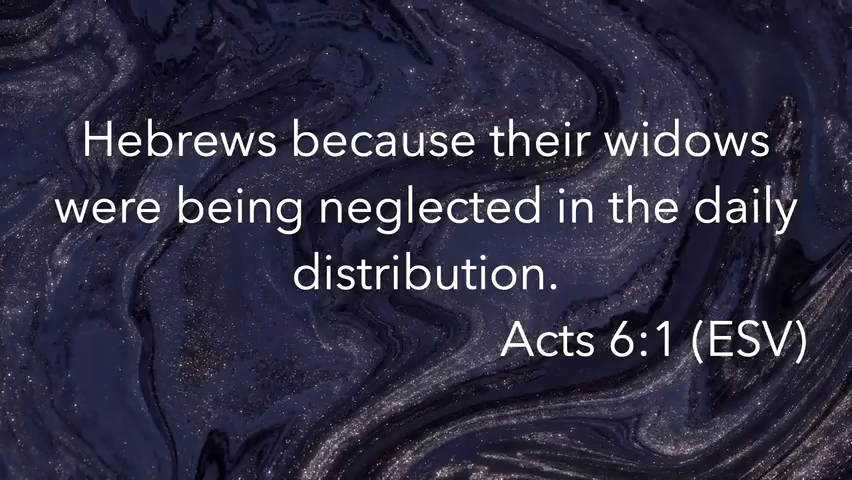 Hebrews because their widows
were being neglected in the daily
distribution.
Acts 6:1 (ESV)